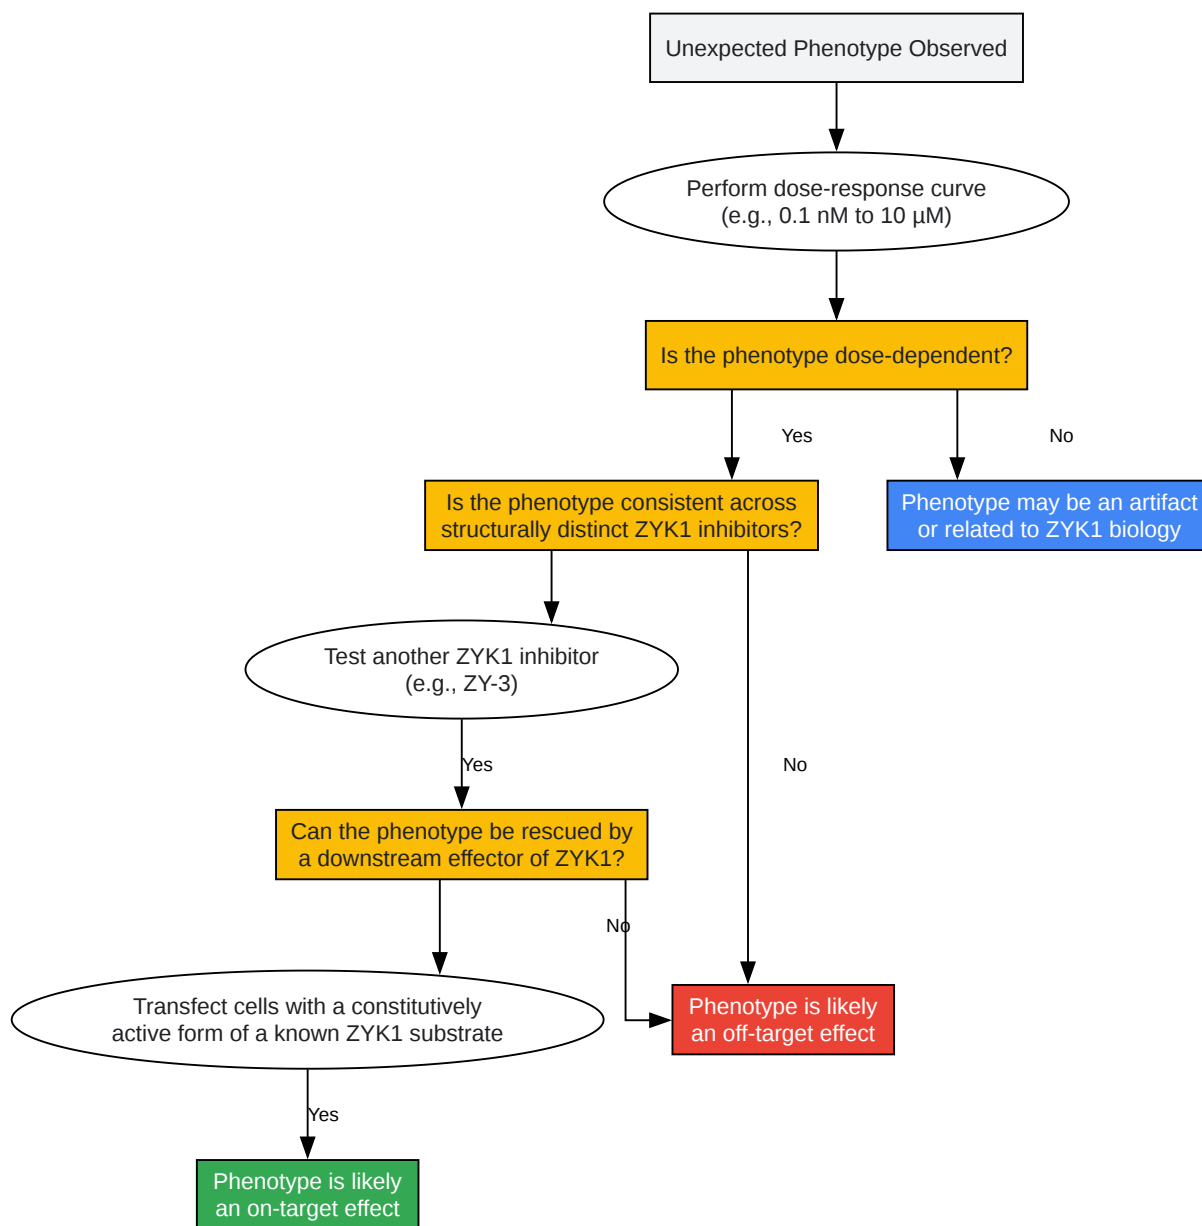 Unexpected Phenotype Observed
Perform dose-response curve
(e.g., 0.1 nM to 10 µM)
Is the phenotype dose-dependent?
Yes
No
Is the phenotype consistent across
structurally distinct ZYK1 inhibitors?
Phenotype may be an artifact
or related to ZYK1 biology
Test another ZYK1 inhibitor
(e.g., ZY-3)
Yes
No
Can the phenotype be rescued by
a downstream effector of ZYK1?
No
Transfect cells with a constitutively
active form of a known ZYK1 substrate
Phenotype is likely
an off-target effect
Yes
Phenotype is likely
an on-target effect